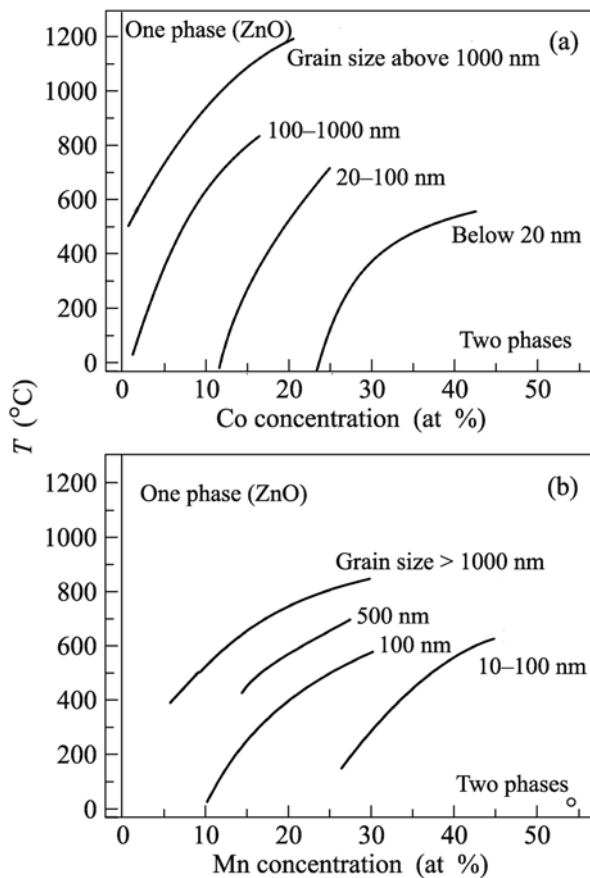 One phase (ZnO)
(a)
Grain size above 1000 nm
100–1000 nm
20–100 nm
Below 20 nm
Two phases
1200
1000
800
600
400
200
0
0 10 20 30 40 50
Co concentration (at %)
T (°C)
One phase (ZnO)
(b)
Grain size > 1000 nm
500 nm
100 nm
10–100 nm
Two phases
1200
1000
800
600
400
200
0
0 10 20 30 40 50
Mn concentration (at %)